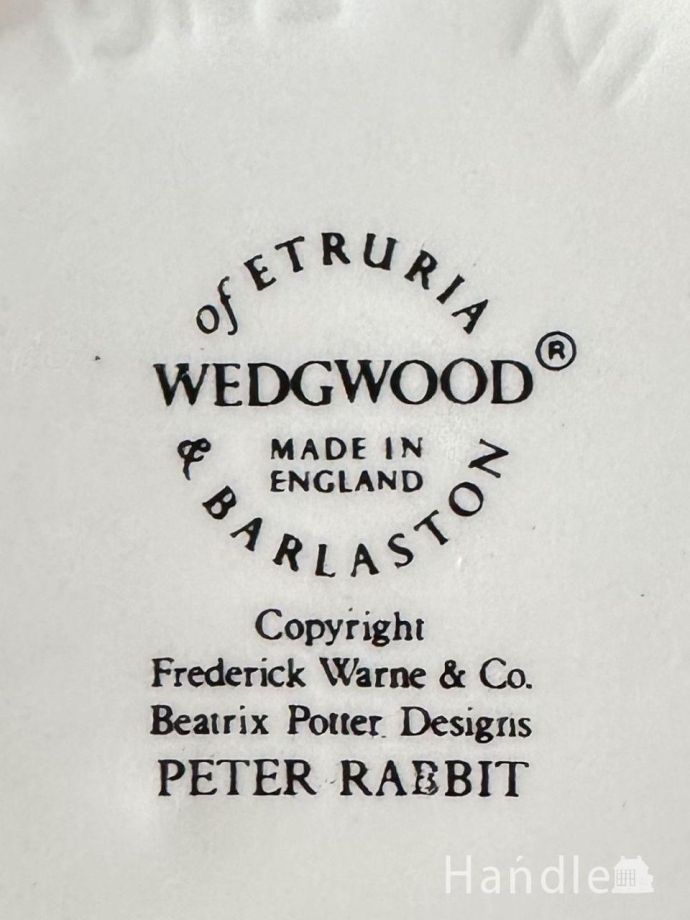 of ETRURIA
WEDGWOOD®
MADE IN
ENGLAND
& BARLASTON
Copyright
Frederick Warne & Co.
Beatrix Potter Designs
PETER RABBIT
Handle